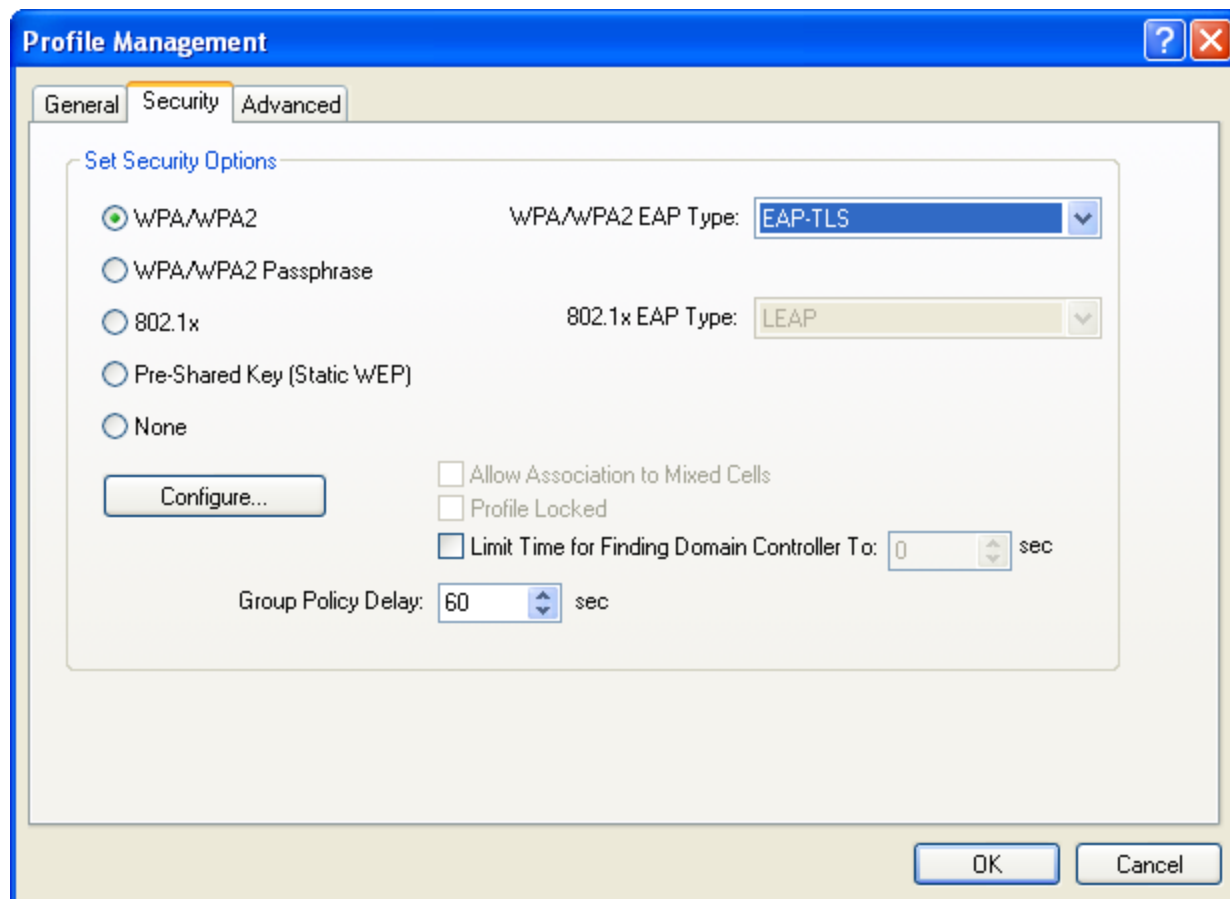 Profile Management
General Security Advanced
Set Security Options
WPA/WPA2 WPA/WPA2 EAP Type: EAP-TLS
WPA/WPA2 Passphrase
802.1x 802.1x EAP Type: LEAP
Pre-Shared Key (Static WEP)
None
Allow Association to Mixed Cells
Configure...
Profile Locked
Limit Time for Finding Domain Controller To: 0 sec
Group Policy Delay: 60 sec
OK Cancel